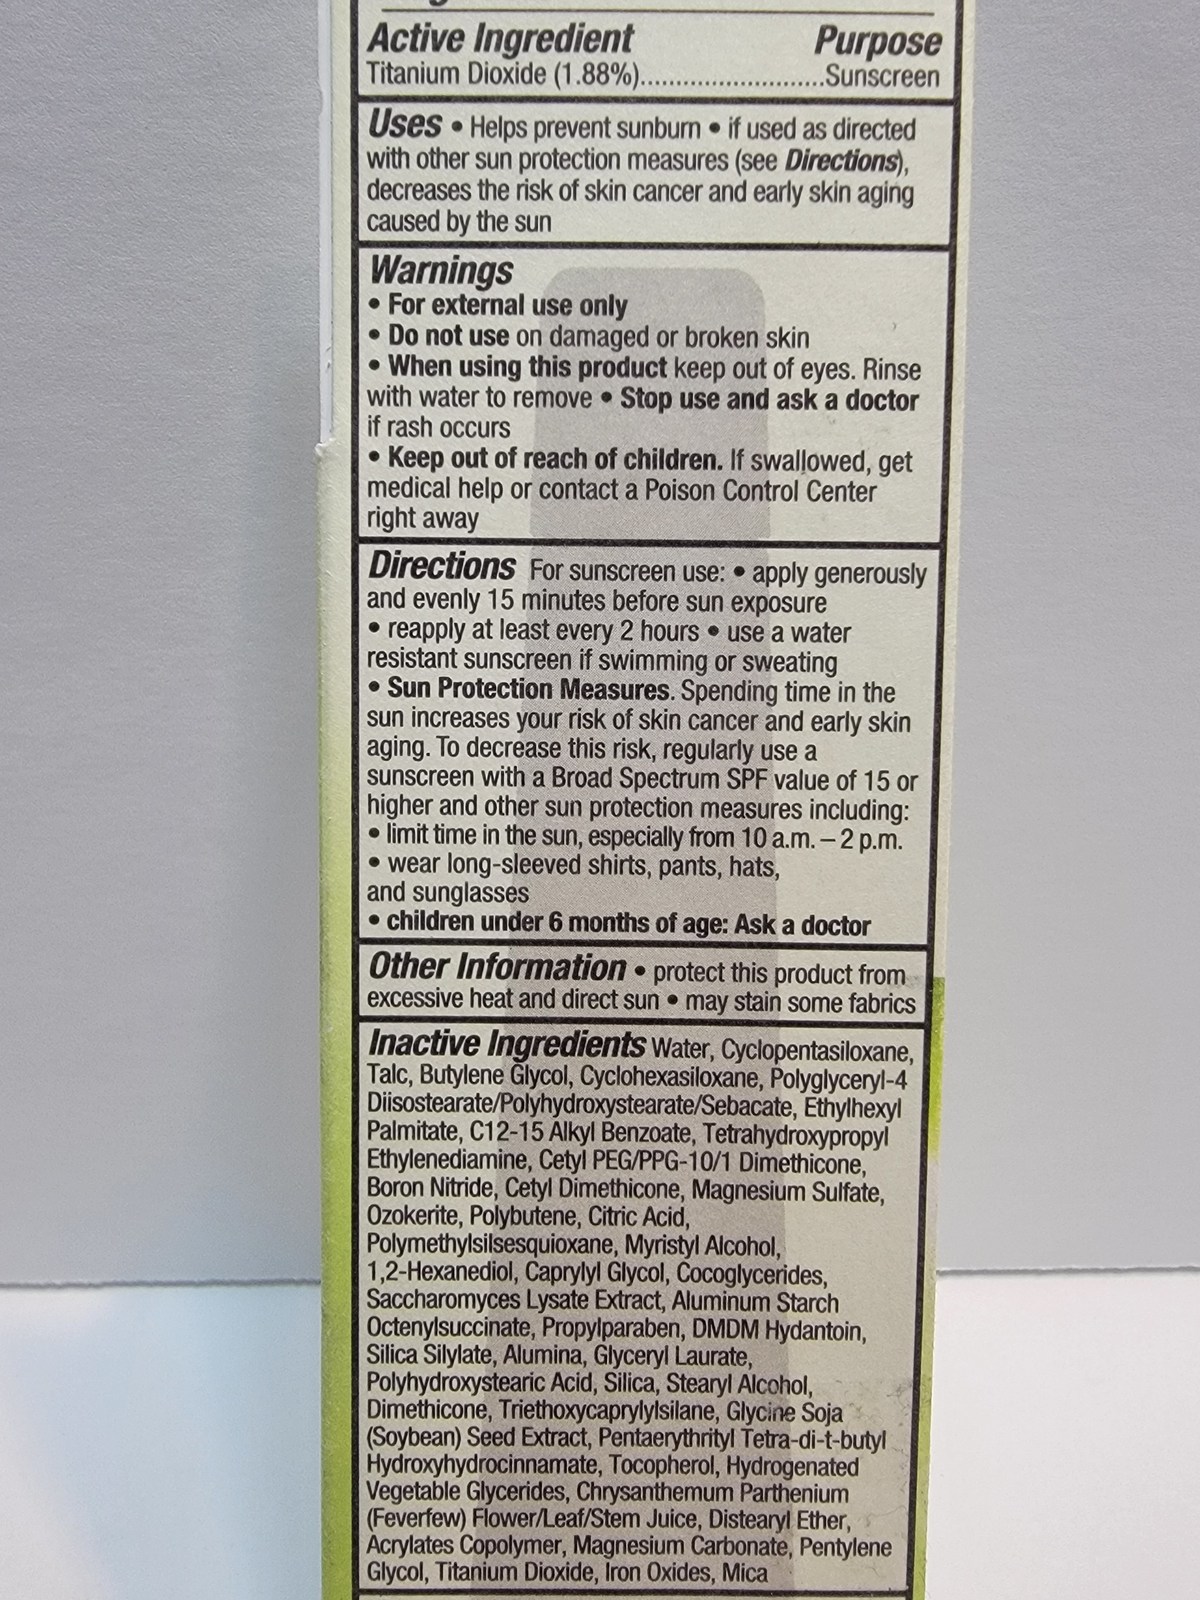 Active Ingredient Purpose
Titanium Dioxide (1.88%)..........................Sunscreen
Uses • Helps prevent sunburn • if used as directed
with other sun protection measures (see Directions),
decreases the risk of skin cancer and early skin aging
caused by the sun
Warnings
• For external use only
• Do not use on damaged or broken skin
• When using this product keep out of eyes. Rinse
with water to remove • Stop use and ask a doctor
if rash occurs
• Keep out of reach of children. If swallowed, get
medical help or contact a Poison Control Center
right away
Directions For sunscreen use: • apply generously
and evenly 15 minutes before sun exposure
• reapply at least every 2 hours • use a water
resistant sunscreen if swimming or sweating
• Sun Protection Measures. Spending time in the
sun increases your risk of skin cancer and early skin
aging. To decrease this risk, regularly use a
sunscreen with a Broad Spectrum SPF value of 15 or
higher and other sun protection measures including:
• limit time in the sun, especially from 10 a.m. – 2 p.m.
• wear long-sleeved shirts, pants, hats,
and sunglasses
• children under 6 months of age: Ask a doctor
Other Information • protect this product from
excessive heat and direct sun • may stain some fabrics
Inactive Ingredients Water, Cyclopentasiloxane,
Talc, Butylene Glycol, Cyclohexasiloxane, Polyglyceryl-4
Diisostearate/Polyhydroxystearate/Sebacate, Ethylhexyl
Palmitate, C12-15 Alkyl Benzoate, Tetrahydroxypropyl
Ethylenediamine, Cetyl PEG/PPG-10/1 Dimethicone,
Boron Nitride, Cetyl Dimethicone, Magnesium Sulfate,
Ozokerite, Polybutene, Citric Acid,
Polymethylsilsesquioxane, Myristyl Alcohol,
1,2-Hexanediol, Caprylyl Glycol, Cocoglycerides,
Saccharomyces Lysate Extract, Aluminum Starch
Octenylsuccinate, Propylparaben, DMDM Hydantoin,
Silica Silylate, Alumina, Glyceryl Laurate,
Polyhydroxystearic Acid, Silica, Stearyl Alcohol,
Dimethicone, Triethoxycaprylylsilane, Glycine Soja
(Soybean) Seed Extract, Pentaerythrityl Tetra-di-t-butyl
Hydroxyhydrocinnamate, Tocopherol, Hydrogenated
Vegetable Glycerides, Chrysanthemum Parthenium
(Feverfew) Flower/Leaf/Stem Juice, Distearyl Ether,
Acrylates Copolymer, Magnesium Carbonate, Pentylene
Glycol, Titanium Dioxide, Iron Oxides, Mica